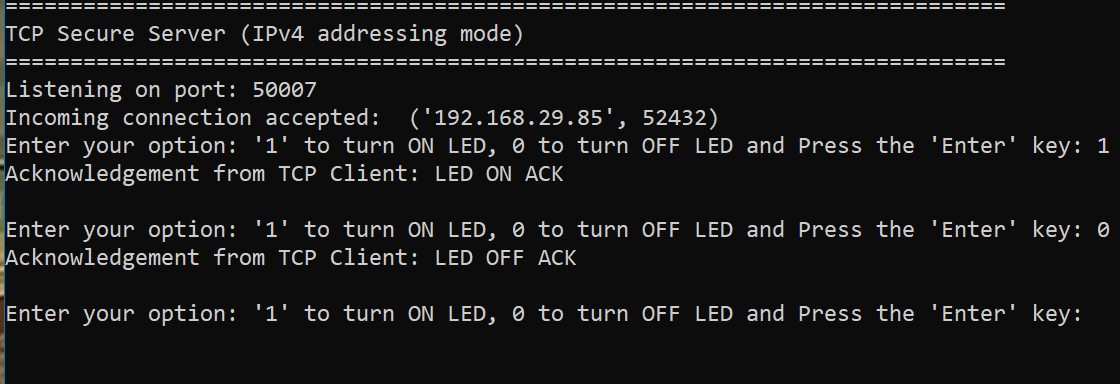 ================================================================================
TCP Secure Server (IPv4 addressing mode)
================================================================================
Listening on port: 50007
Incoming connection accepted:  ('192.168.29.85', 52432)
Enter your option: '1' to turn ON LED, 0 to turn OFF LED and Press the 'Enter' key: 1
Acknowledgement from TCP Client: LED ON ACK
Enter your option: '1' to turn ON LED, 0 to turn OFF LED and Press the 'Enter' key: 0
Acknowledgement from TCP Client: LED OFF ACK
Enter your option: '1' to turn ON LED, 0 to turn OFF LED and Press the 'Enter' key: